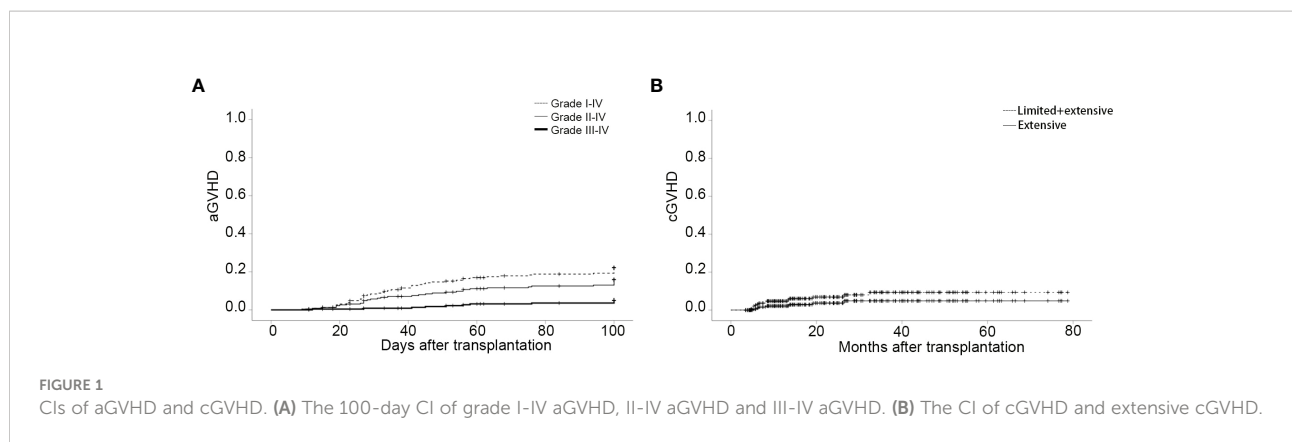 A
Grade I-IV
Grade II-IV
Grade III-IV
1.0
0.8
0.6
0.4
0.2
0.0
aGVHD
0 20 40 60 80 100
Days after transplantation
B
Limited+extensive
Extensive
1.0
0.8
0.6
0.4
0.2
0.0
cGVHD
0 20 40 60 80
Months after transplantation
FIGURE 1
CIs of aGVHD and cGVHD. (A) The 100-day CI of grade I-IV aGVHD, II-IV aGVHD and III-IV aGVHD. (B) The CI of cGVHD and extensive cGVHD.